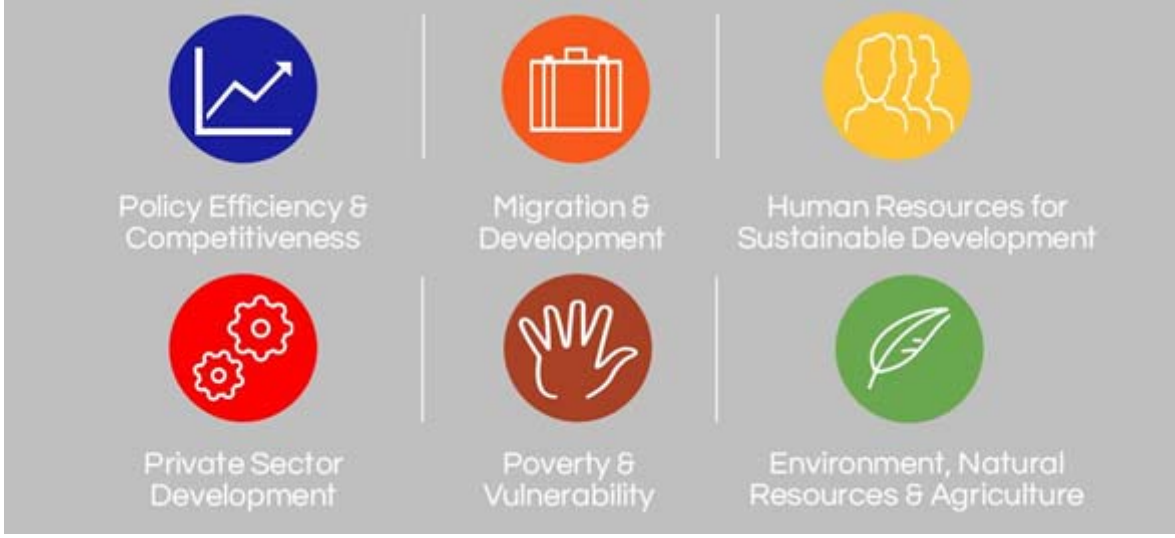 Policy Efficiency &
Competitiveness
Migration &
Development
Human Resources for
Sustainable Development
Private Sector
Development
Poverty &
Vulnerability
Environment, Natural
Resources & Agriculture